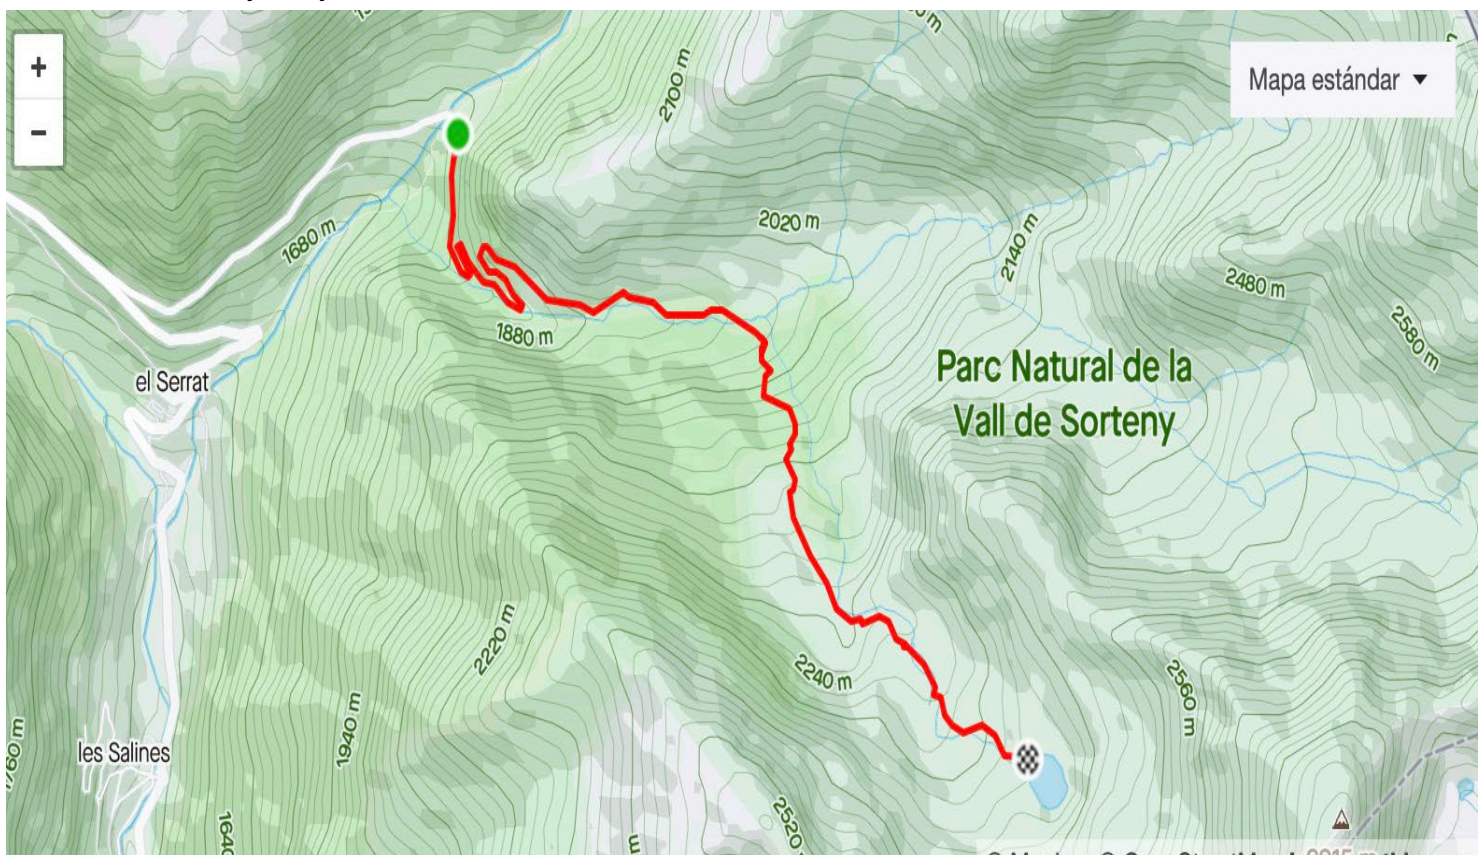 +
−
Mapa estándar
2100 m
1680 m
2020 m
2140 m
2480 m
2580 m
1880 m
Parc Natural de la
Vall de Sorteny
el Serrat
2220 m
2240 m
2560 m
1940 m
les Salines
2520